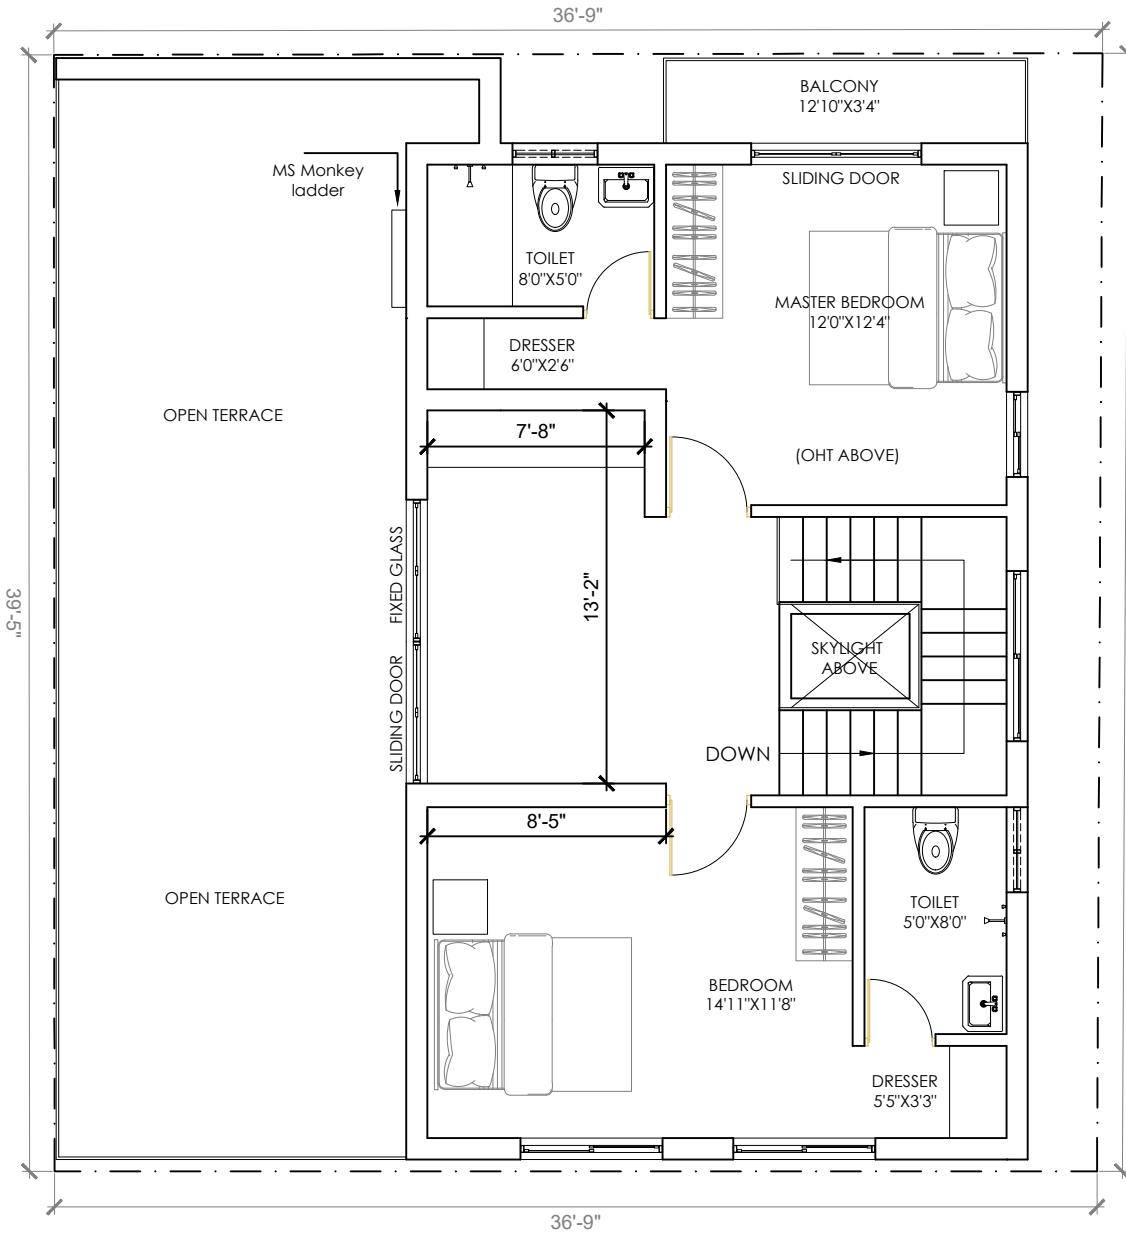 36'-9"
BALCONY
12'10"X3'4"
MS Monkey
ladder
SLIDING DOOR
TOILET
8'0"X5'0"
MASTER BEDROOM
12'0"X12'4"
DRESSER
6'0"X2'6"
OPEN TERRACE
7'-8"
(OHT ABOVE)
FIXED GLASS
13'-2"
39'-5"
SKYLIGHT
ABOVE
SLIDING DOOR
DOWN
8'-5"
OPEN TERRACE
TOILET
5'0"X8'0"
BEDROOM
14'11"X11'8"
DRESSER
5'5"X3'3"
36'-9"